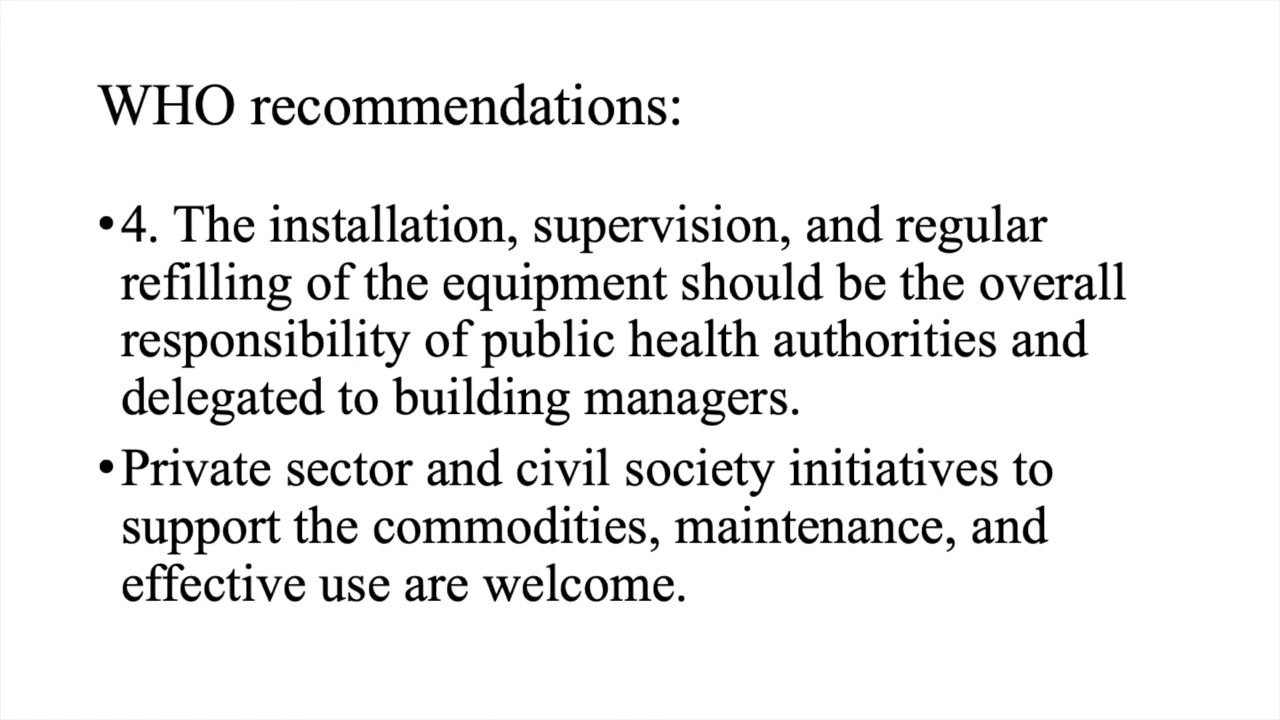 WHO recommendations:
•4. The installation, supervision, and regular
refilling of the equipment should be the overall
responsibility of public health authorities and
delegated to building managers.
•Private sector and civil society initiatives to
support the commodities, maintenance, and
effective use are welcome.